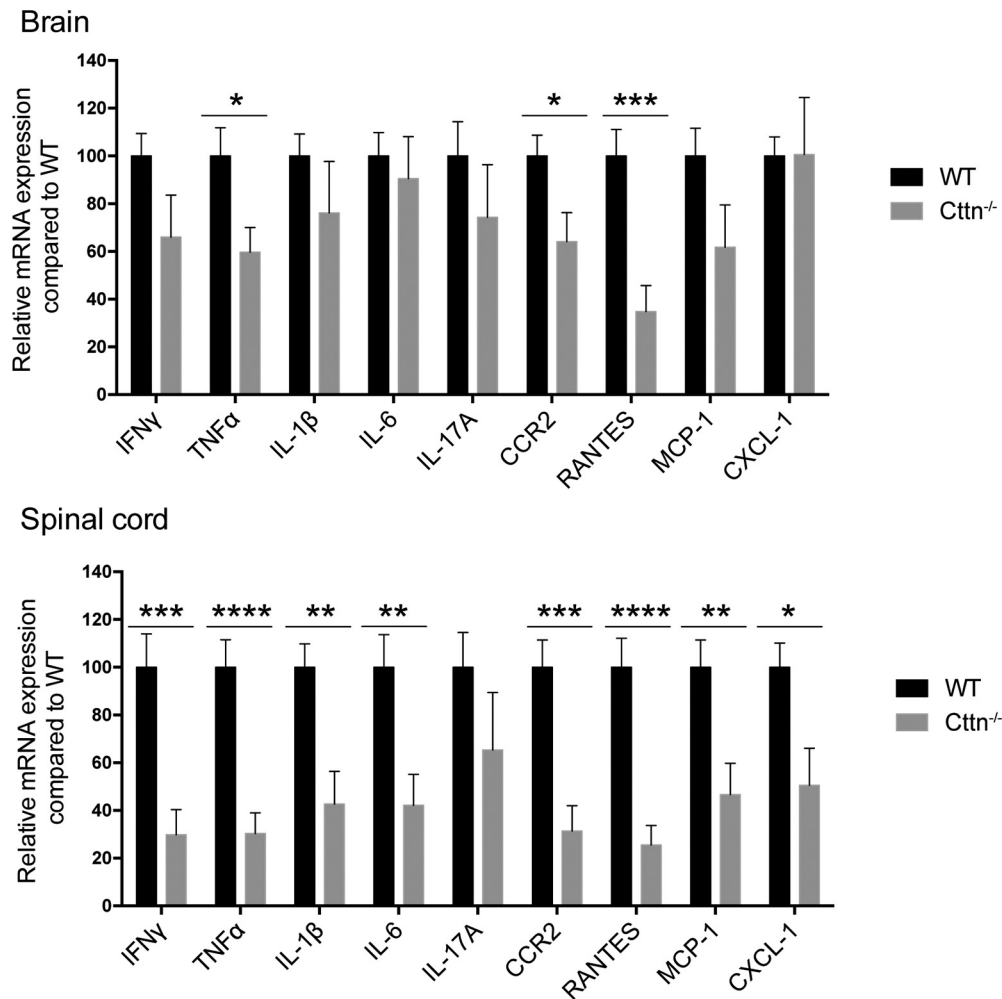 Brain
Relative mRNA expression
compared to WT
140
120
100
80
60
40
20
0
* * ***
IFNγ TNFα IL-1β IL-6 IL-17A CCR2 RANTES MCP-1 CXCL-1
WT
Cttn-/-
Spinal cord
Relative mRNA expression
compared to WT
140
120
100
80
60
40
20
0
*** **** ** ** *** **** ** *
IFNγ TNFα IL-1β IL-6 IL-17A CCR2 RANTES MCP-1 CXCL-1
WT
Cttn-/-